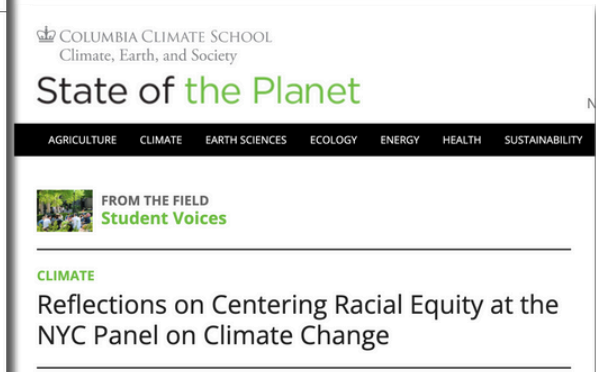 COLUMBIA CLIMATE SCHOOL
Climate, Earth, and Society
State of the Planet
N
AGRICULTURE CLIMATE EARTH SCIENCES ECOLOGY ENERGY HEALTH SUSTAINABILITY
FROM THE FIELD
Student Voices
CLIMATE
Reflections on Centering Racial Equity at the
NYC Panel on Climate Change